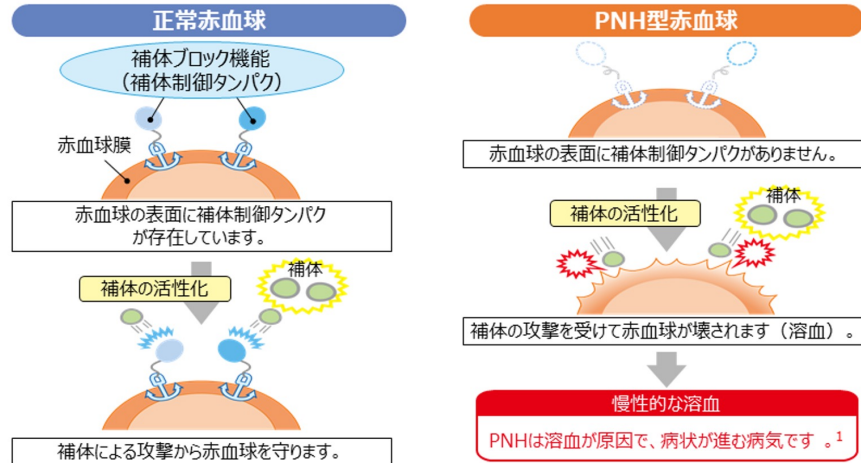 正常赤血球
補体ブロック機能
（補体制御タンパク）
赤血球膜
赤血球の表面に補体制御タンパク
が存在しています。
補体の活性化
補体
補体による攻撃から赤血球を守ります。
PNH型赤血球
赤血球の表面に補体制御タンパクがありません。
補体の活性化
補体
補体の攻撃を受けて赤血球が壊されます（溶血）。
慢性的な溶血
PNHは溶血が原因で、病状が進む病気です 。1